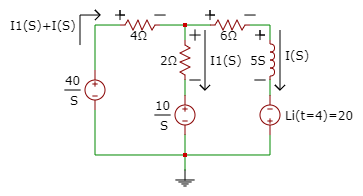 I1(S)+I(S)
+ −
4Ω
+ −
6Ω
+
2Ω
−
I1(S)
+
5S
−
I(S)
40
S
+
−
10
S
+
−
−
+
Li(t=4)=20